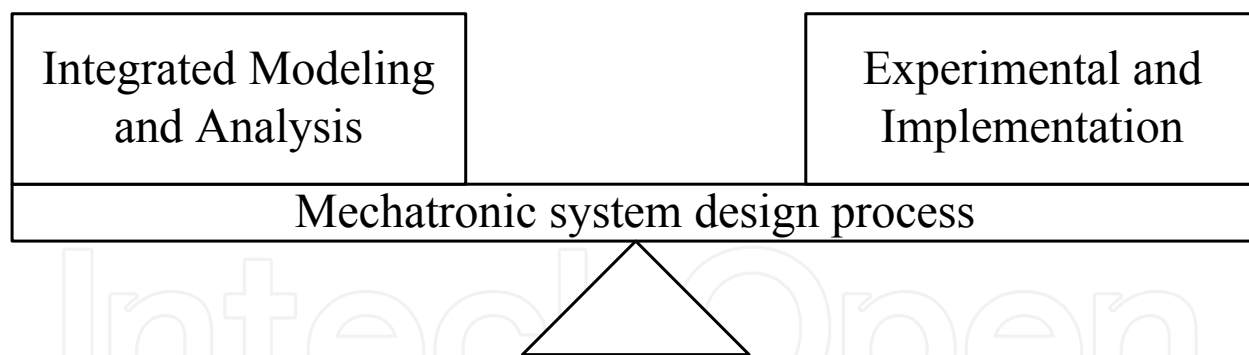 Integrated Modeling
and Analysis
Experimental and
Implementation
Mechatronic system design process
IntechOpen